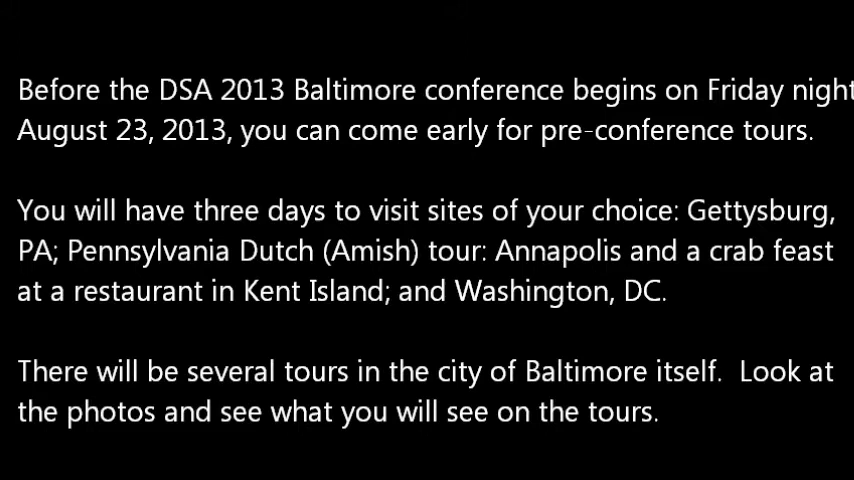 Before the DSA 2013 Baltimore conference begins on Friday night
August 23, 2013, you can come early for pre-conference tours.
You will have three days to visit sites of your choice: Gettysburg,
PA; Pennsylvania Dutch (Amish) tour: Annapolis and a crab feast
at a restaurant in Kent Island; and Washington, DC.
There will be several tours in the city of Baltimore itself.  Look at
the photos and see what you will see on the tours.